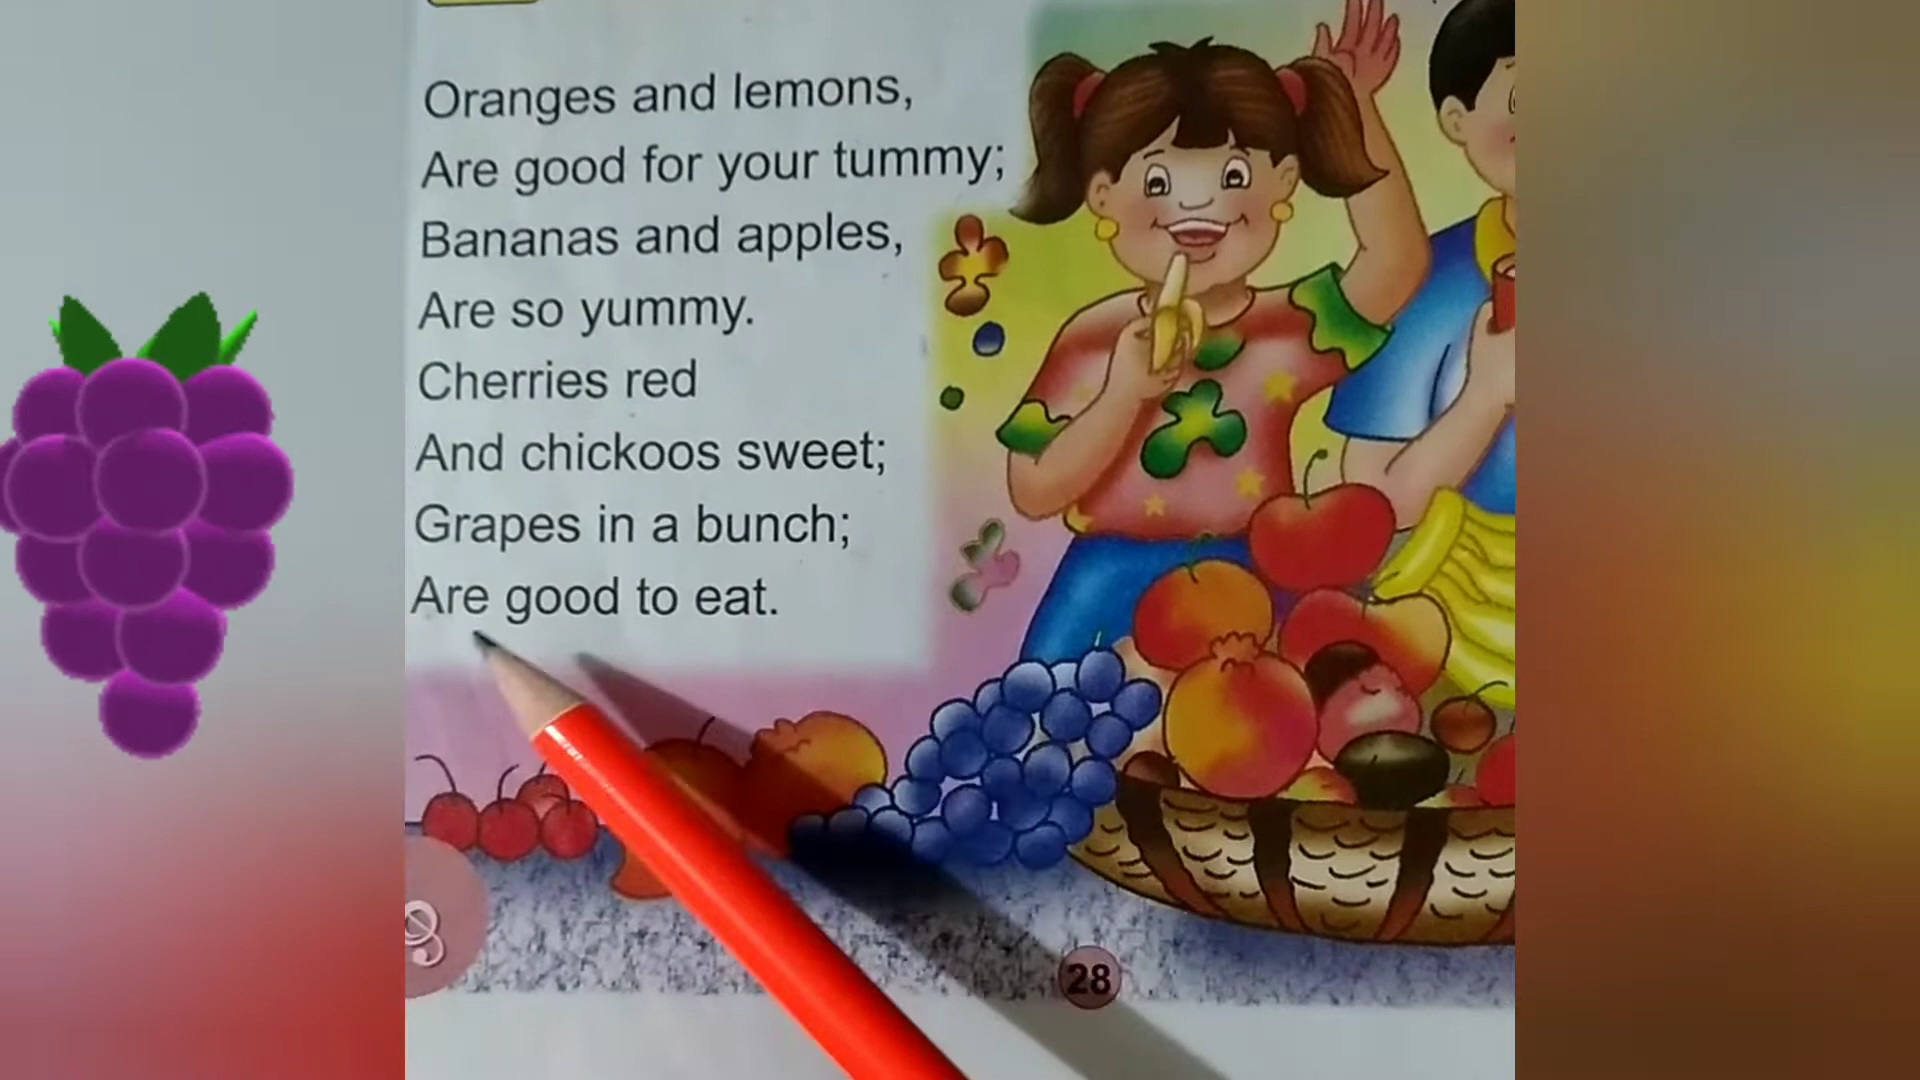 Oranges and lemons,
Are good for your tummy;
Bananas and apples,
Are so yummy.
Cherries red
And chickoos sweet;
Grapes in a bunch;
Are good to eat.
28